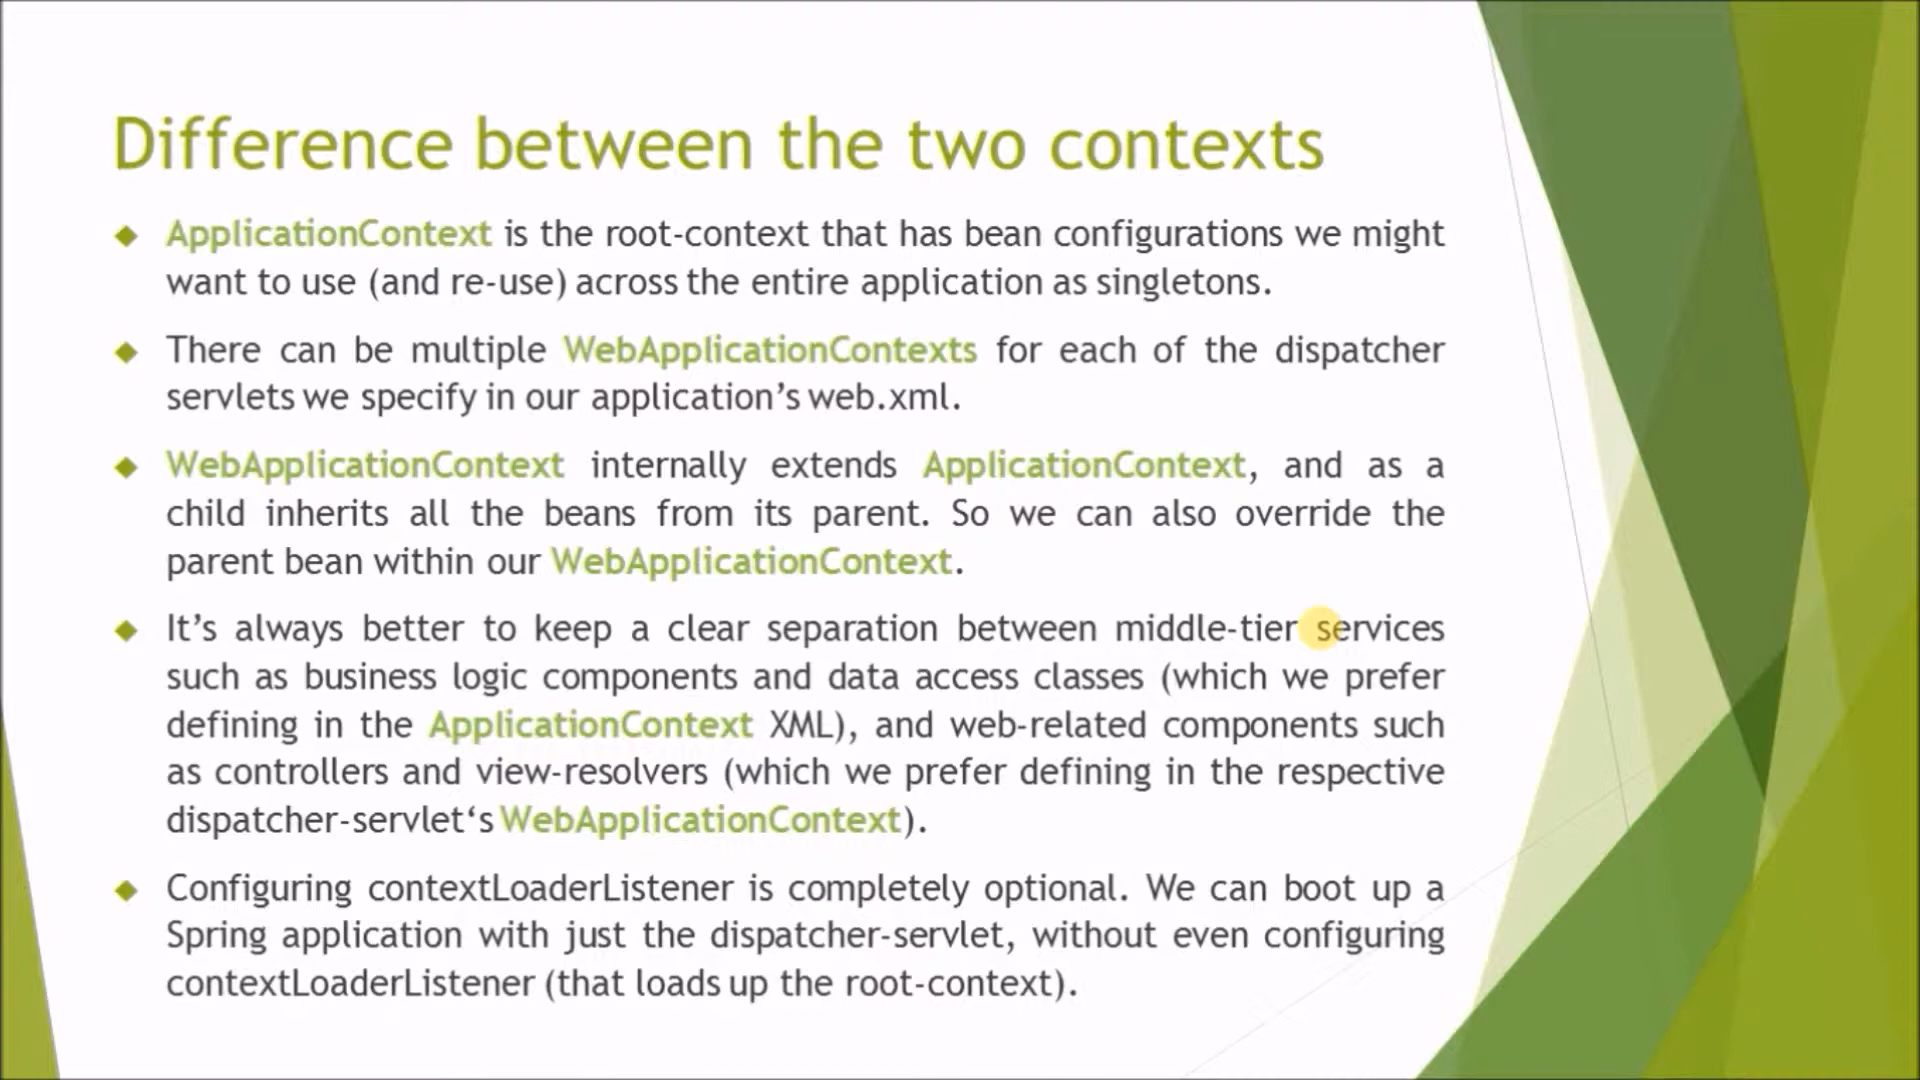 Difference between the two contexts
ApplicationContext is the root-context that has bean configurations we might
want to use (and re-use) across the entire application as singletons.
There can be multiple WebApplicationContexts for each of the dispatcher
servlets we specify in our application’s web.xml.
WebApplicationContext internally extends ApplicationContext, and as a
child inherits all the beans from its parent. So we can also override the
parent bean within our WebApplicationContext.
It’s always better to keep a clear separation between middle-tier services
such as business logic components and data access classes (which we prefer
defining in the ApplicationContext XML), and web-related components such
as controllers and view-resolvers (which we prefer defining in the respective
dispatcher-servlet‘s WebApplicationContext).
Configuring contextLoaderListener is completely optional. We can boot up a
Spring application with just the dispatcher-servlet, without even configuring
contextLoaderListener (that loads up the root-context).